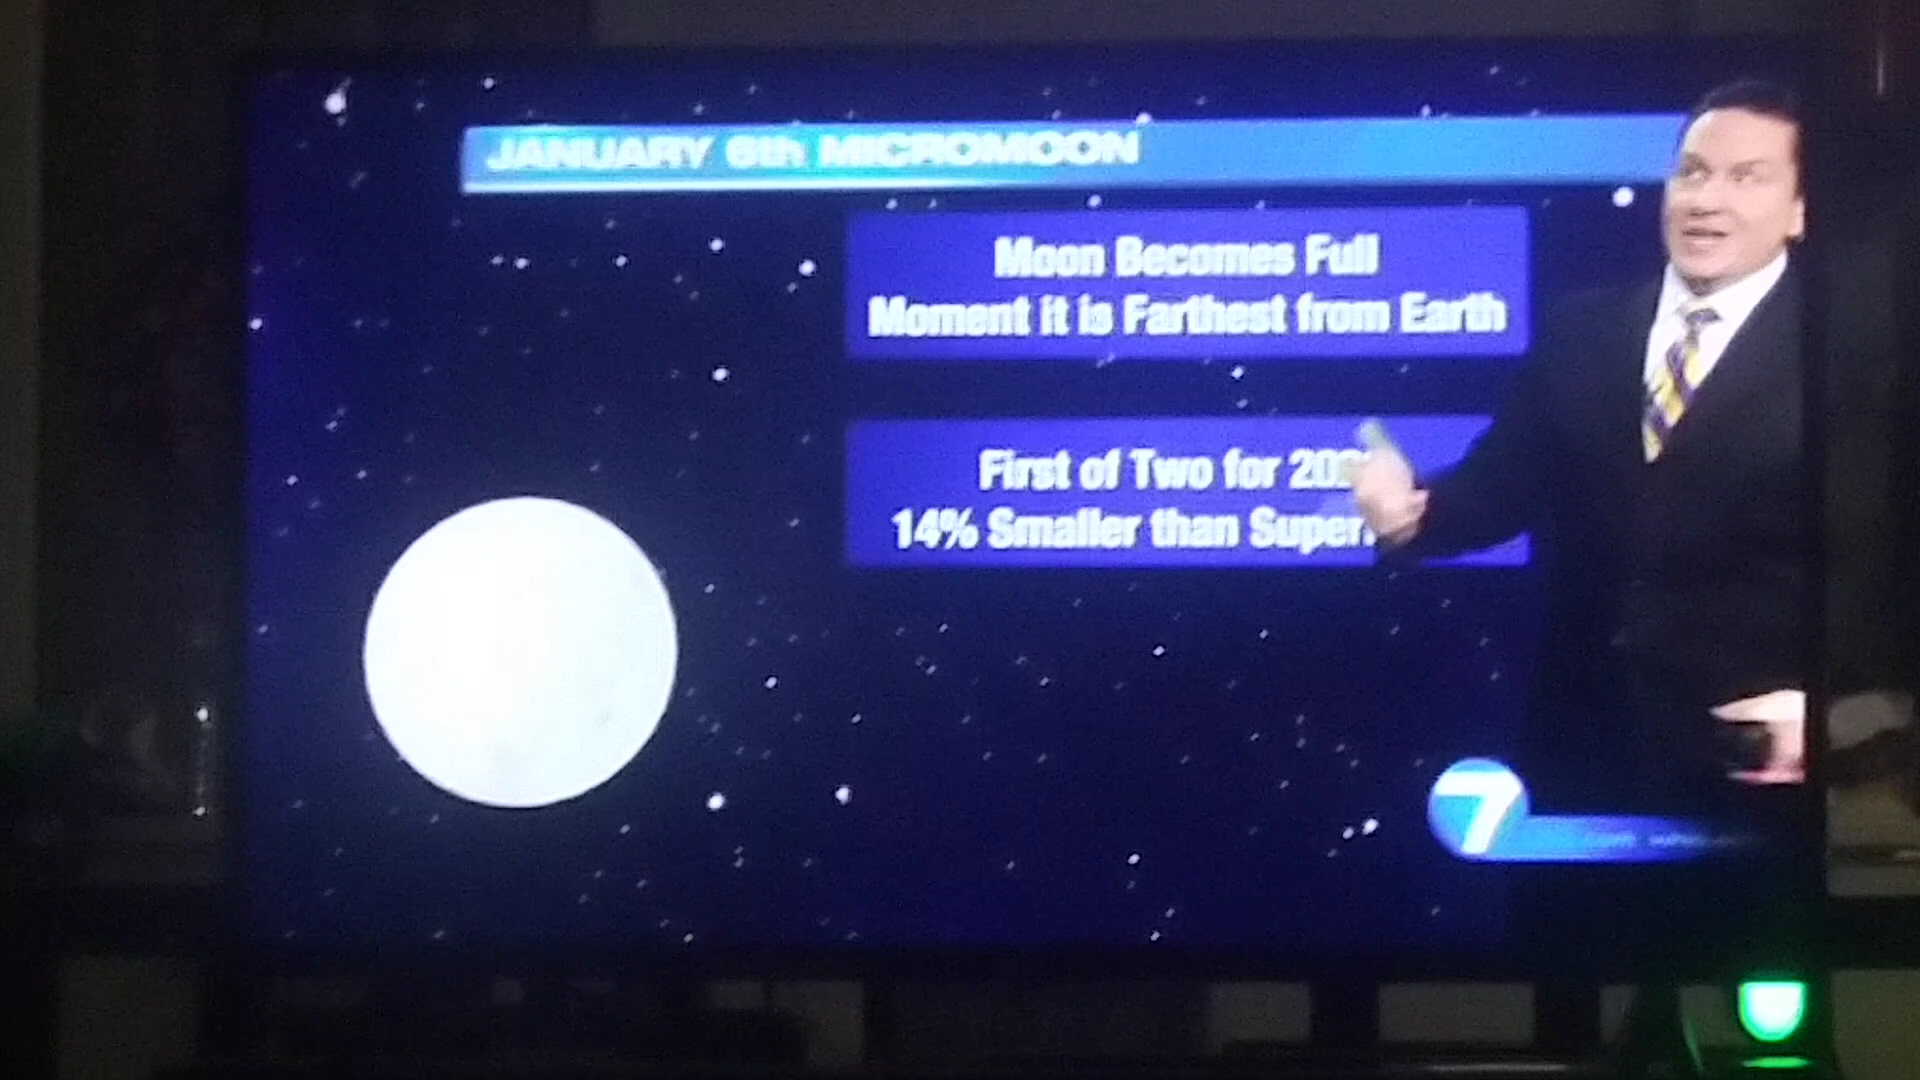 JANUARY 6th MICROMOON
Moon Becomes Full
Moment it is Farthest from Earth
First of Two for
14% Smaller than
7